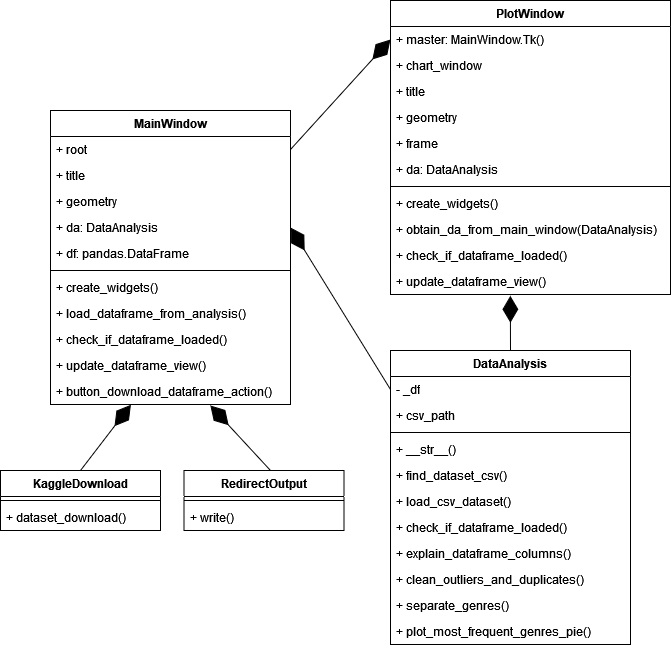 PlotWindow
+ master: MainWindow.Tk()
+ chart_window
+ title
+ geometry
+ frame
+ da: DataAnalysis
+ create_widgets()
+ obtain_da_from_main_window(DataAnalysis)
+ check_if_dataframe_loaded()
+ update_dataframe_view()
MainWindow
+ root
+ title
+ geometry
+ da: DataAnalysis
+ df: pandas.DataFrame
+ create_widgets()
+ load_dataframe_from_analysis()
+ check_if_dataframe_loaded()
+ update_dataframe_view()
+ button_download_dataframe_action()
DataAnalysis
- _df
+ csv_path
+ __str__()
+ find_dataset_csv()
+ load_csv_dataset()
+ check_if_dataframe_loaded()
+ explain_dataframe_columns()
+ clean_outliers_and_duplicates()
+ separate_genres()
+ plot_most_frequent_genres_pie()
KaggleDownload
+ dataset_download()
RedirectOutput
+ write()